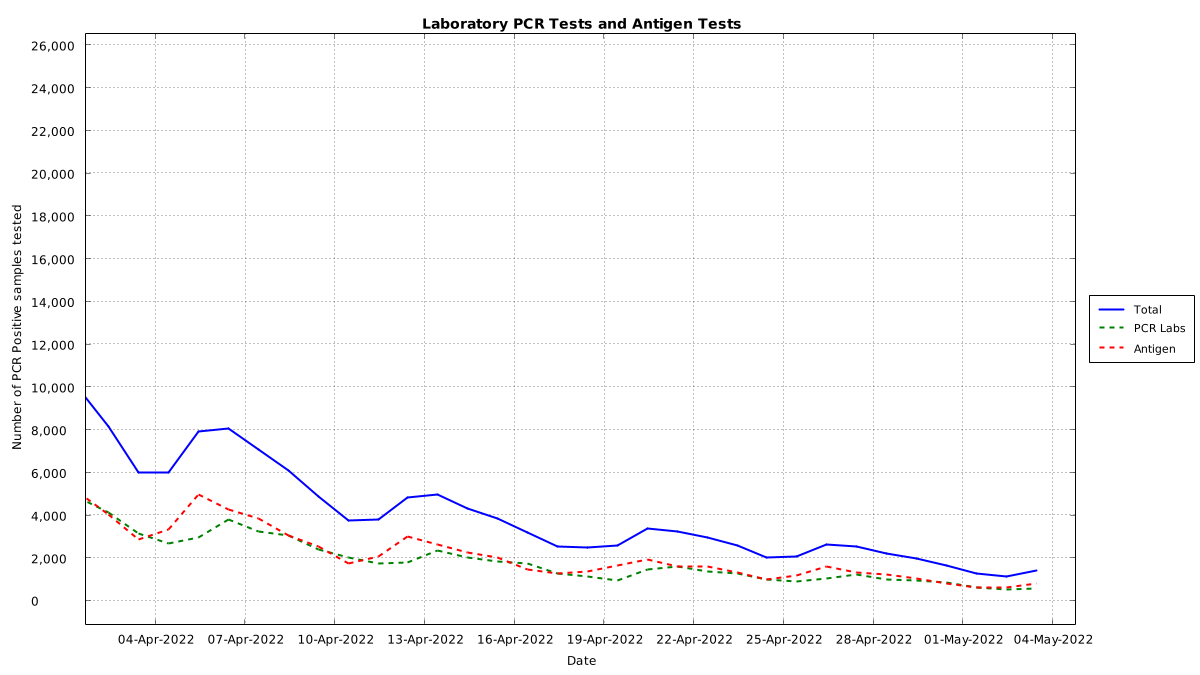 Laboratory PCR Tests and Antigen Tests
Number of PCR Positive samples tested
26,000
24,000
22,000
20,000
18,000
16,000
14,000
12,000
10,000
8,000
6,000
4,000
2,000
0
04-Apr-2022 07-Apr-2022 10-Apr-2022 13-Apr-2022 16-Apr-2022 19-Apr-2022 22-Apr-2022 25-Apr-2022 28-Apr-2022 01-May-2022 04-May-2022
Date
Total
PCR Labs
Antigen